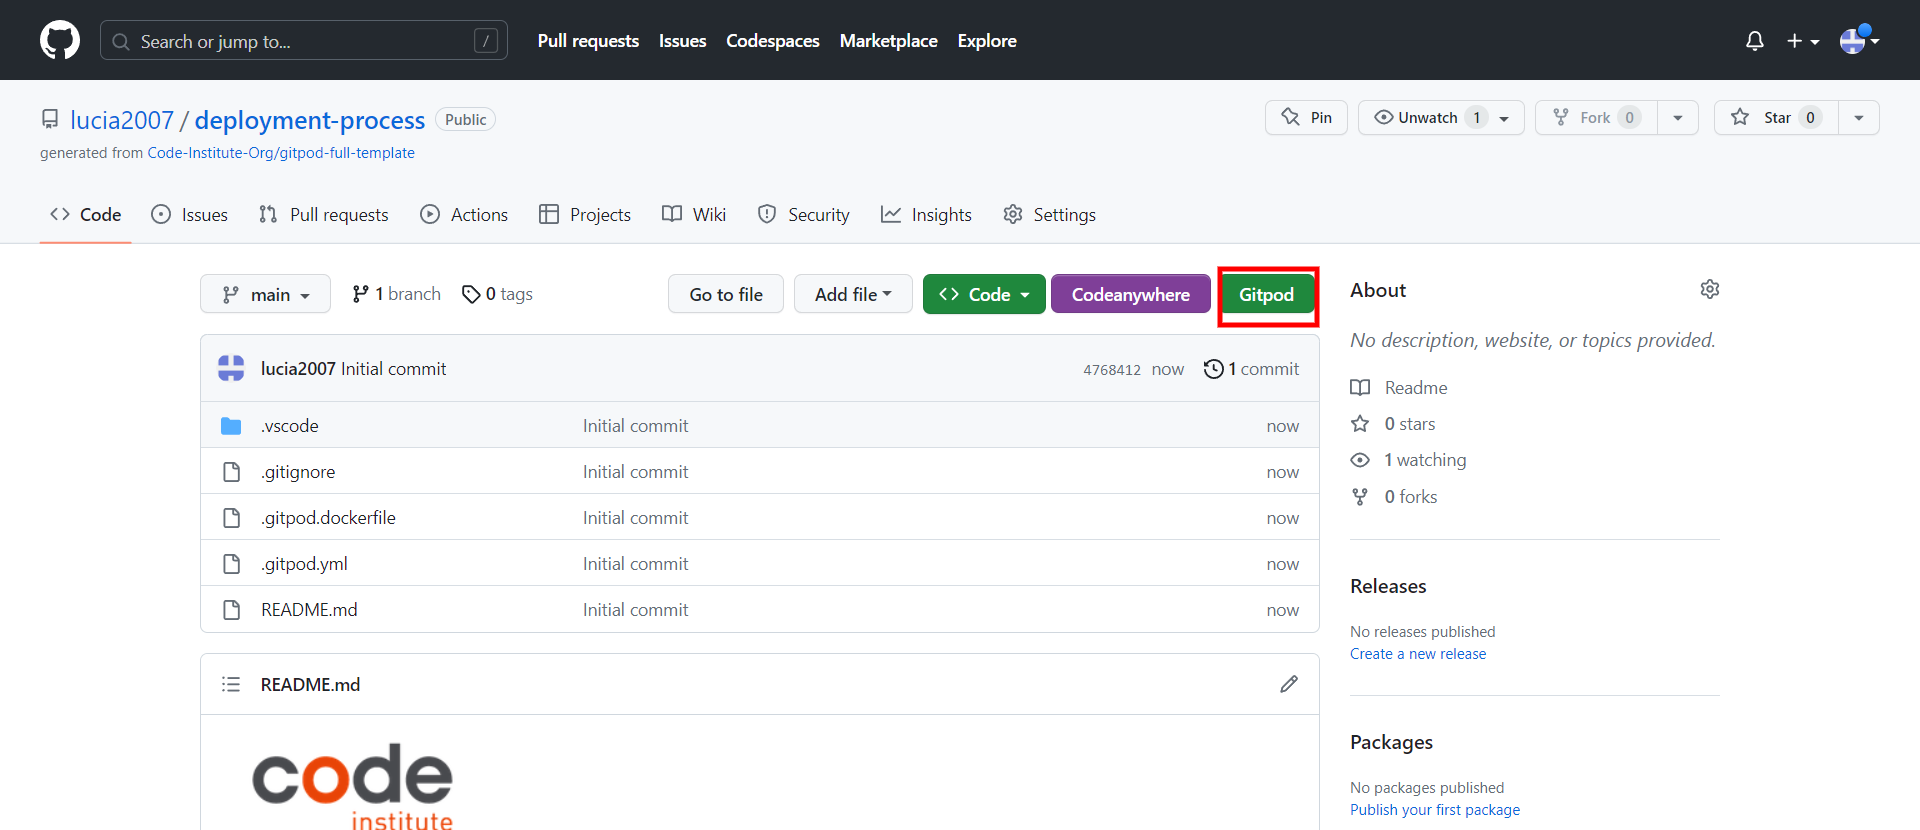 Search or jump to... / Pull requests Issues Codespaces Marketplace Explore
lucia2007 / deployment-process Public Pin Unwatch 1 Fork 0 Star 0
generated from Code-Institute-Org/gitpod-full-template
Code Issues Pull requests Actions Projects Wiki Security Insights Settings
main 1 branch 0 tags Go to file Add file Code Codeanywhere Gitpod
lucia2007 Initial commit 4768412 now 1 commit
.vscode Initial commit now
.gitignore Initial commit now
.gitpod.dockerfile Initial commit now
.gitpod.yml Initial commit now
README.md Initial commit now
README.md
code
institute
About
No description, website, or topics provided.
Readme
0 stars
1 watching
0 forks
Releases
No releases published
Create a new release
Packages
No packages published
Publish your first package